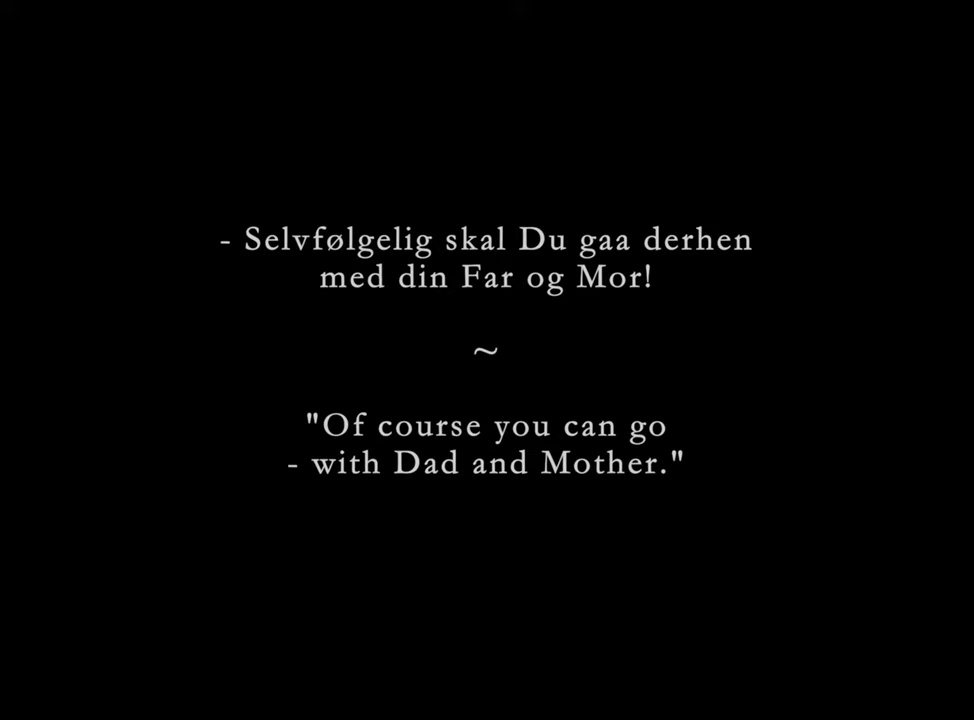 - Selvfølgelig skal Du gaa derhen
med din Far og Mor!
~
"Of course you can go
- with Dad and Mother."